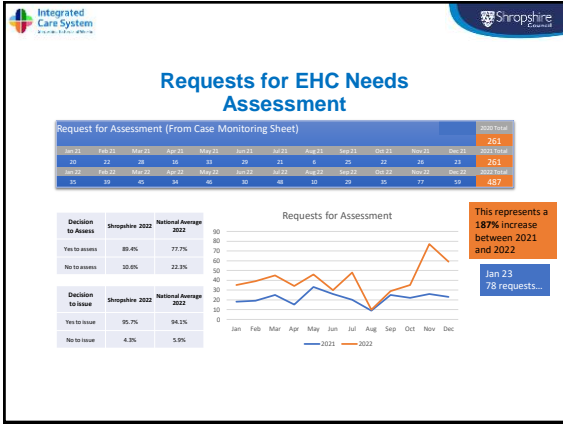 Integrated
Care System
Shropshire
Council
Requests for EHC Needs
Assessment
Request for Assessment (From Case Monitoring Sheet) 2020 Total
261
Jan 21 Feb 21 Mar 21 Apr 21 May 21 Jun 21 Jul 21 Aug 21 Sep 21 Oct 21 Nov 21 Dec 21 2021 Total
20 22 28 16 33 29 21 6 25 22 26 23 261
Jan 22 Feb 22 Mar 22 Apr 22 May 22 Jun 22 Jul 22 Aug 22 Sep 22 Oct 22 Nov 22 Dec 22 2022 Total
35 39 45 34 46 30 48 10 29 35 77 59 487
Decision
to Assess Shropshire 2022 National Average
2022
Yes to assess 89.4% 77.7%
No to assess 10.6% 22.3%
Decision
to issue Shropshire 2022 National Average
2022
Yes to issue 95.7% 94.1%
No to issue 4.3% 5.9%
Requests for Assessment
90
80
70
60
50
40
30
20
10
0
Jan Feb Mar Apr May Jun Jul Aug Sep Oct Nov Dec
2021 2022
This represents a
187% increase
between 2021
and 2022
Jan 23
78 requests...